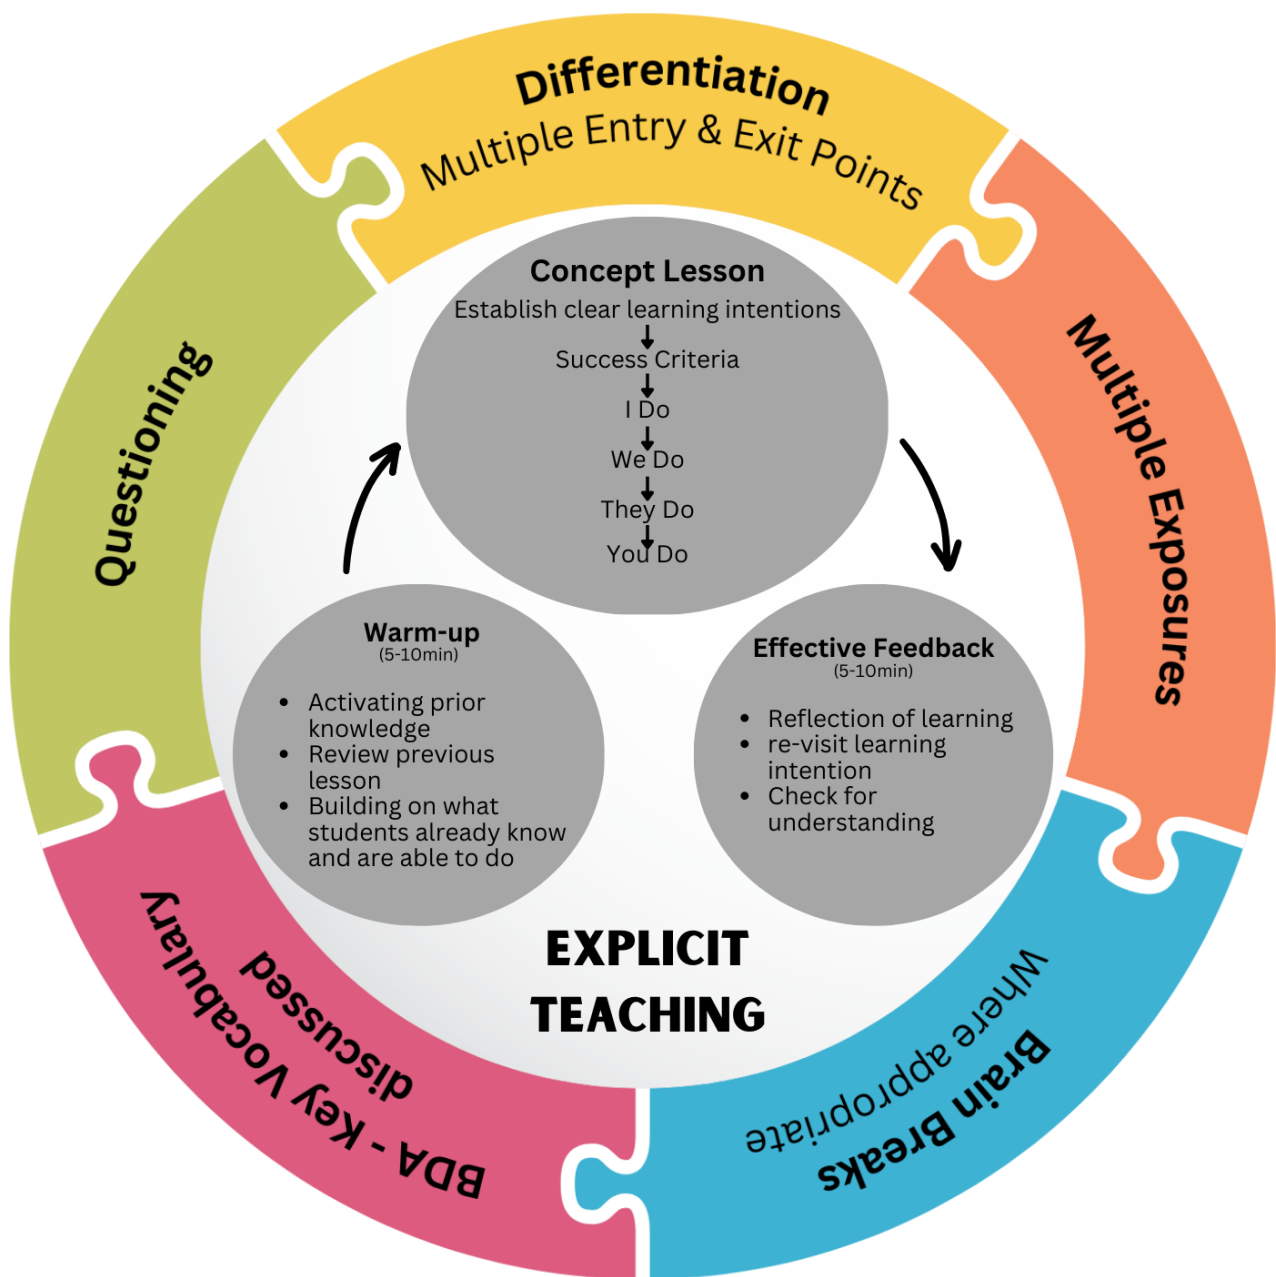 Differentiation
Multiple Entry & Exit Points
Multiple Exposures
Brain Breaks
Where appropriate
BDA - Key Vocabulary
discussed
Questioning
Concept Lesson
Establish clear learning intentions
Success Criteria
I Do
We Do
They Do
You Do
Warm-up
(5-10min)
• Activating prior
knowledge
• Review previous
lesson
• Building on what
students already know
and are able to do
Effective Feedback
(5-10min)
• Reflection of learning
• re-visit learning
intention
• Check for
understanding
EXPLICIT
TEACHING